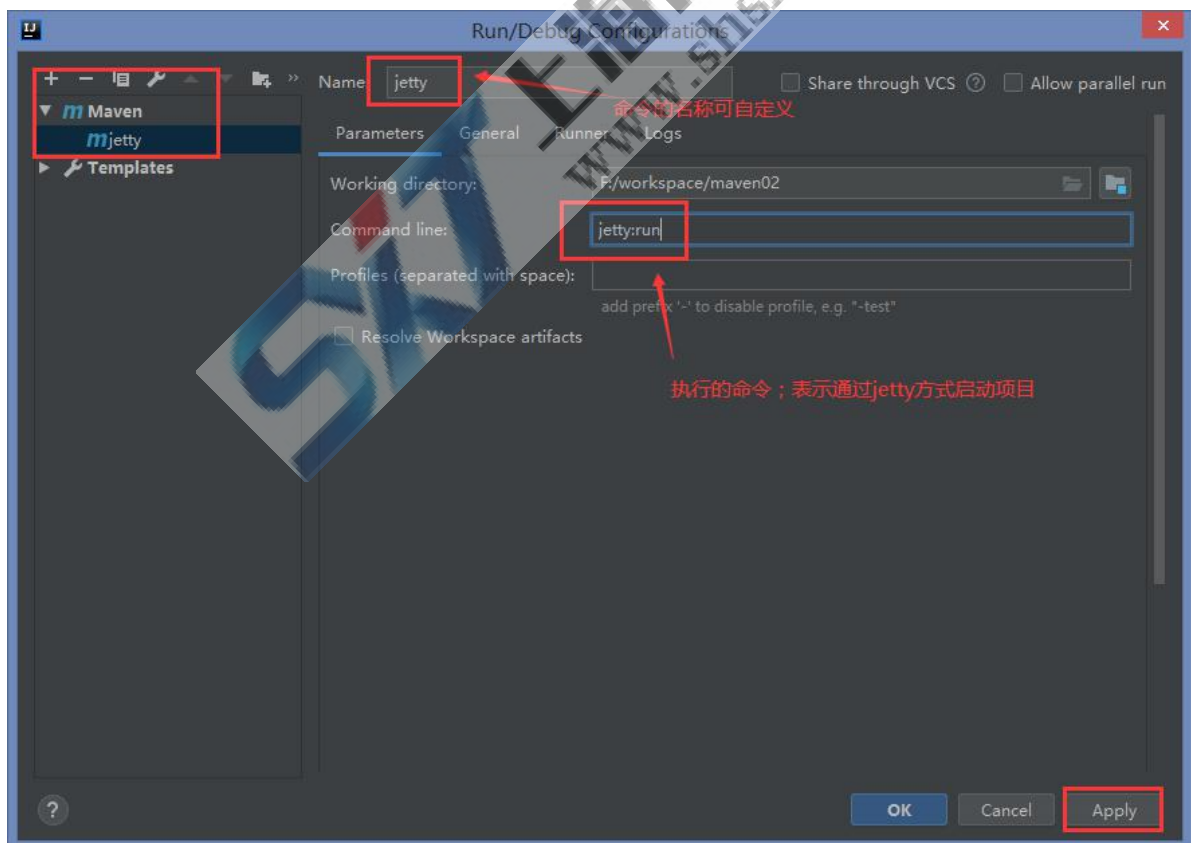 Run/Debug Configurations
Name: jetty
Share through VCS
Allow parallel run
命令的名称可自定义
Maven
jetty
Templates
Parameters
General
Runner
Logs
Working directory:
F:/workspace/maven02
Command line:
jetty:run
Profiles (separated with space):
add prefix '-' to disable profile, e.g. "-test"
Resolve Workspace artifacts
执行的命令；表示通过jetty方式启动项目
SXT
OK
Cancel
Apply